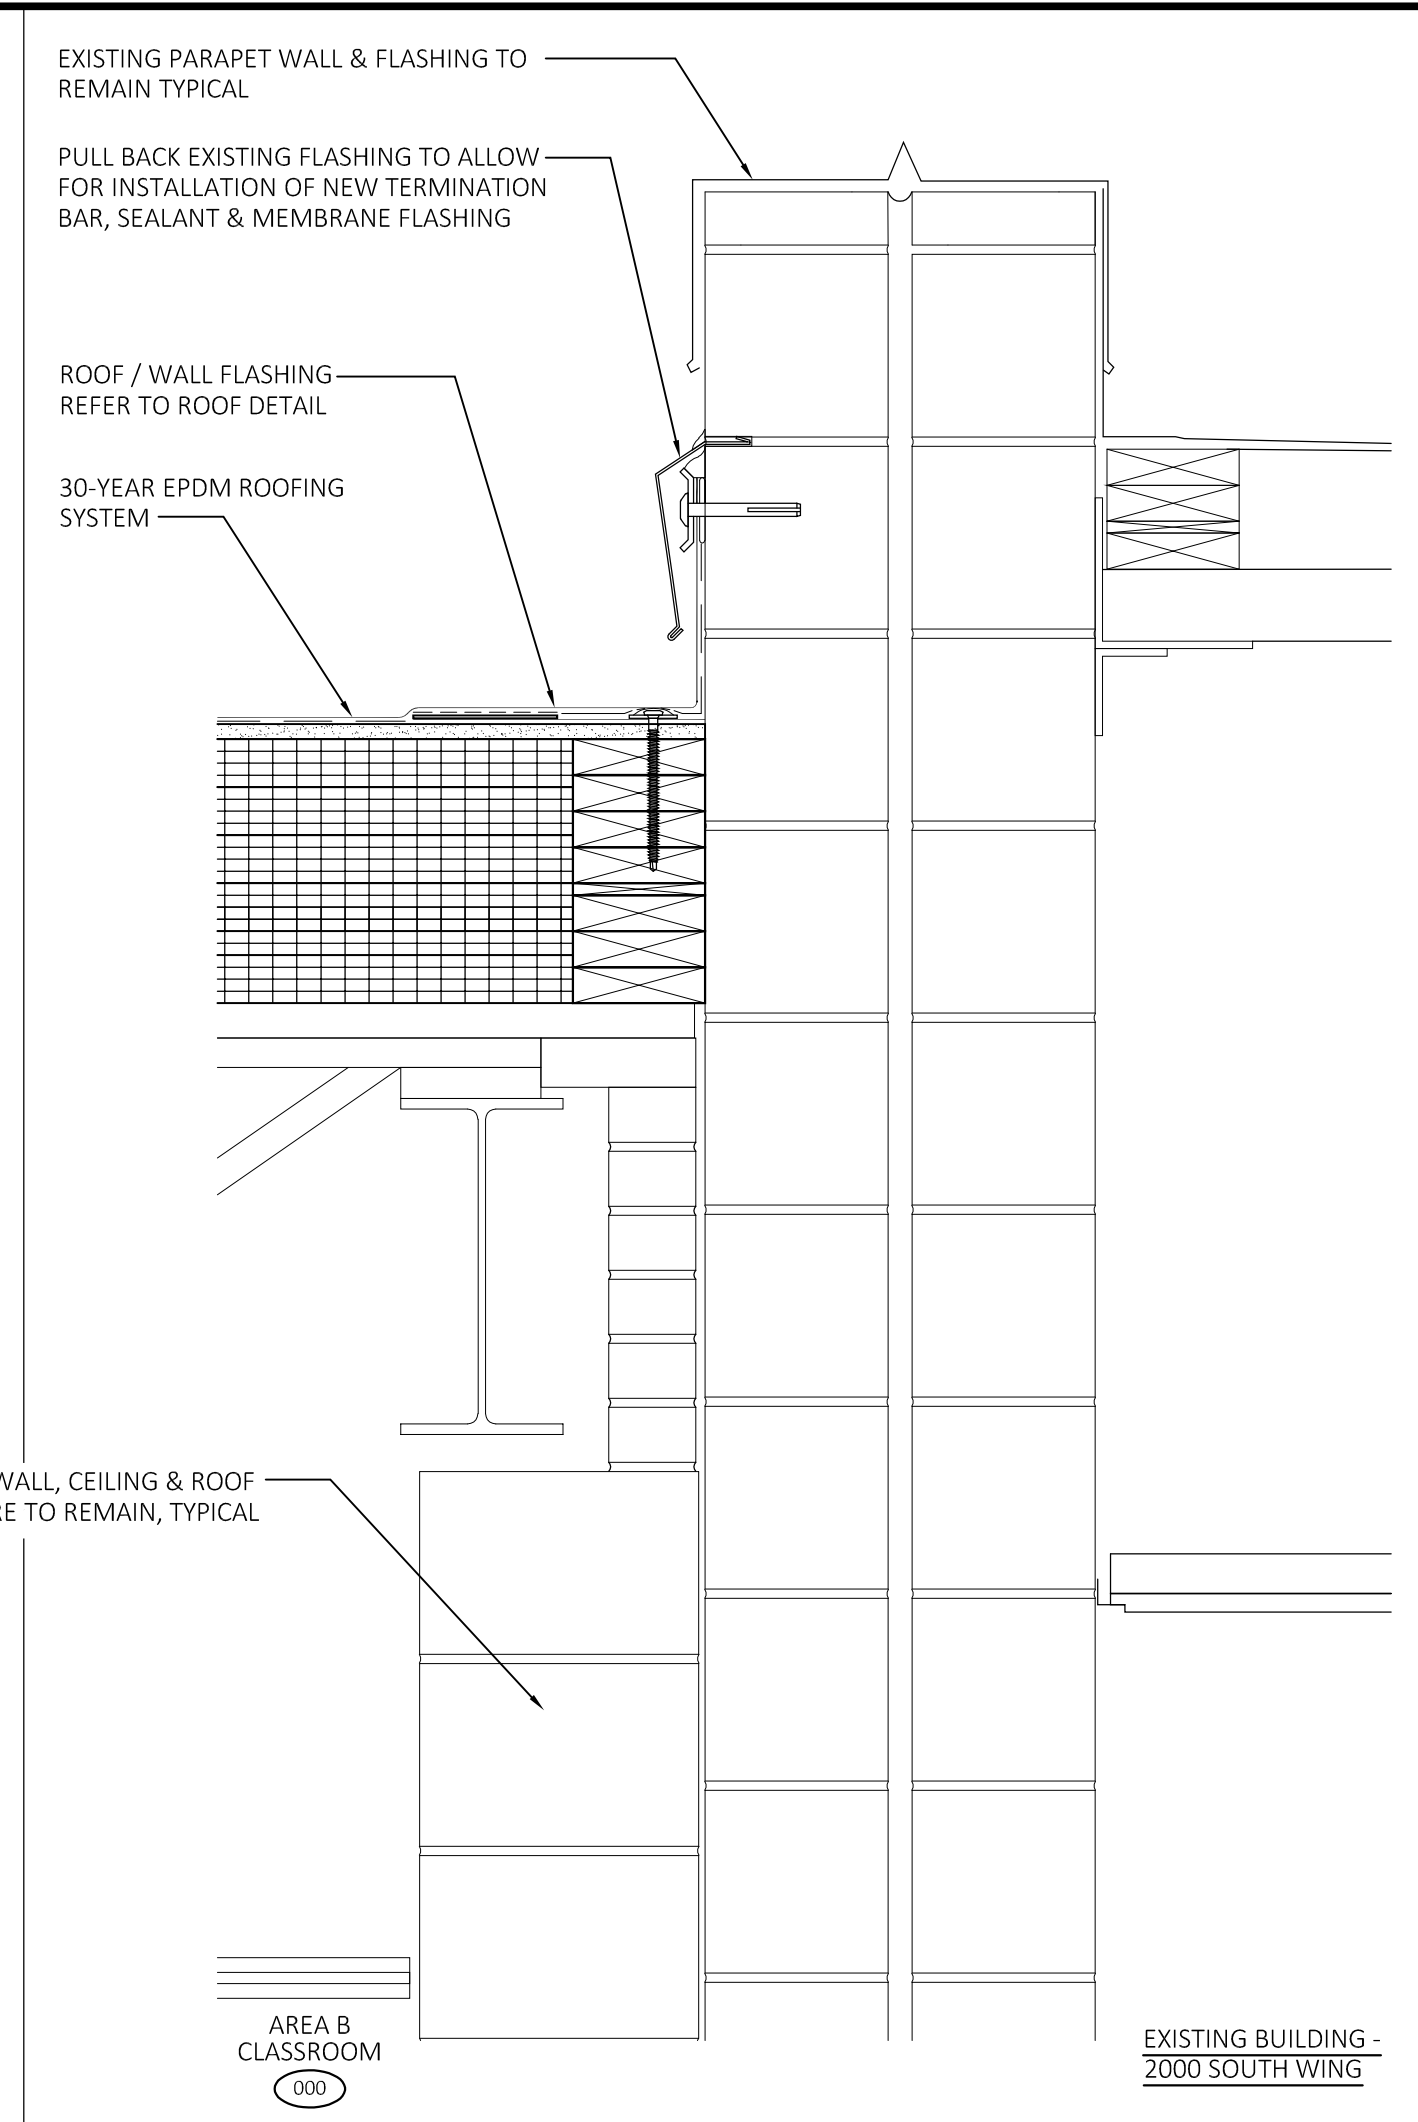 EXISTING PARAPET WALL & FLASHING TO
REMAIN TYPICAL
PULL BACK EXISTING FLASHING TO ALLOW
FOR INSTALLATION OF NEW TERMINATION
BAR, SEALANT & MEMBRANE FLASHING
ROOF / WALL FLASHING
REFER TO ROOF DETAIL
30-YEAR EPDM ROOFING
SYSTEM
WALL, CEILING & ROOF
RE TO REMAIN, TYPICAL
AREA B
CLASSROOM
000
EXISTING BUILDING -
2000 SOUTH WING